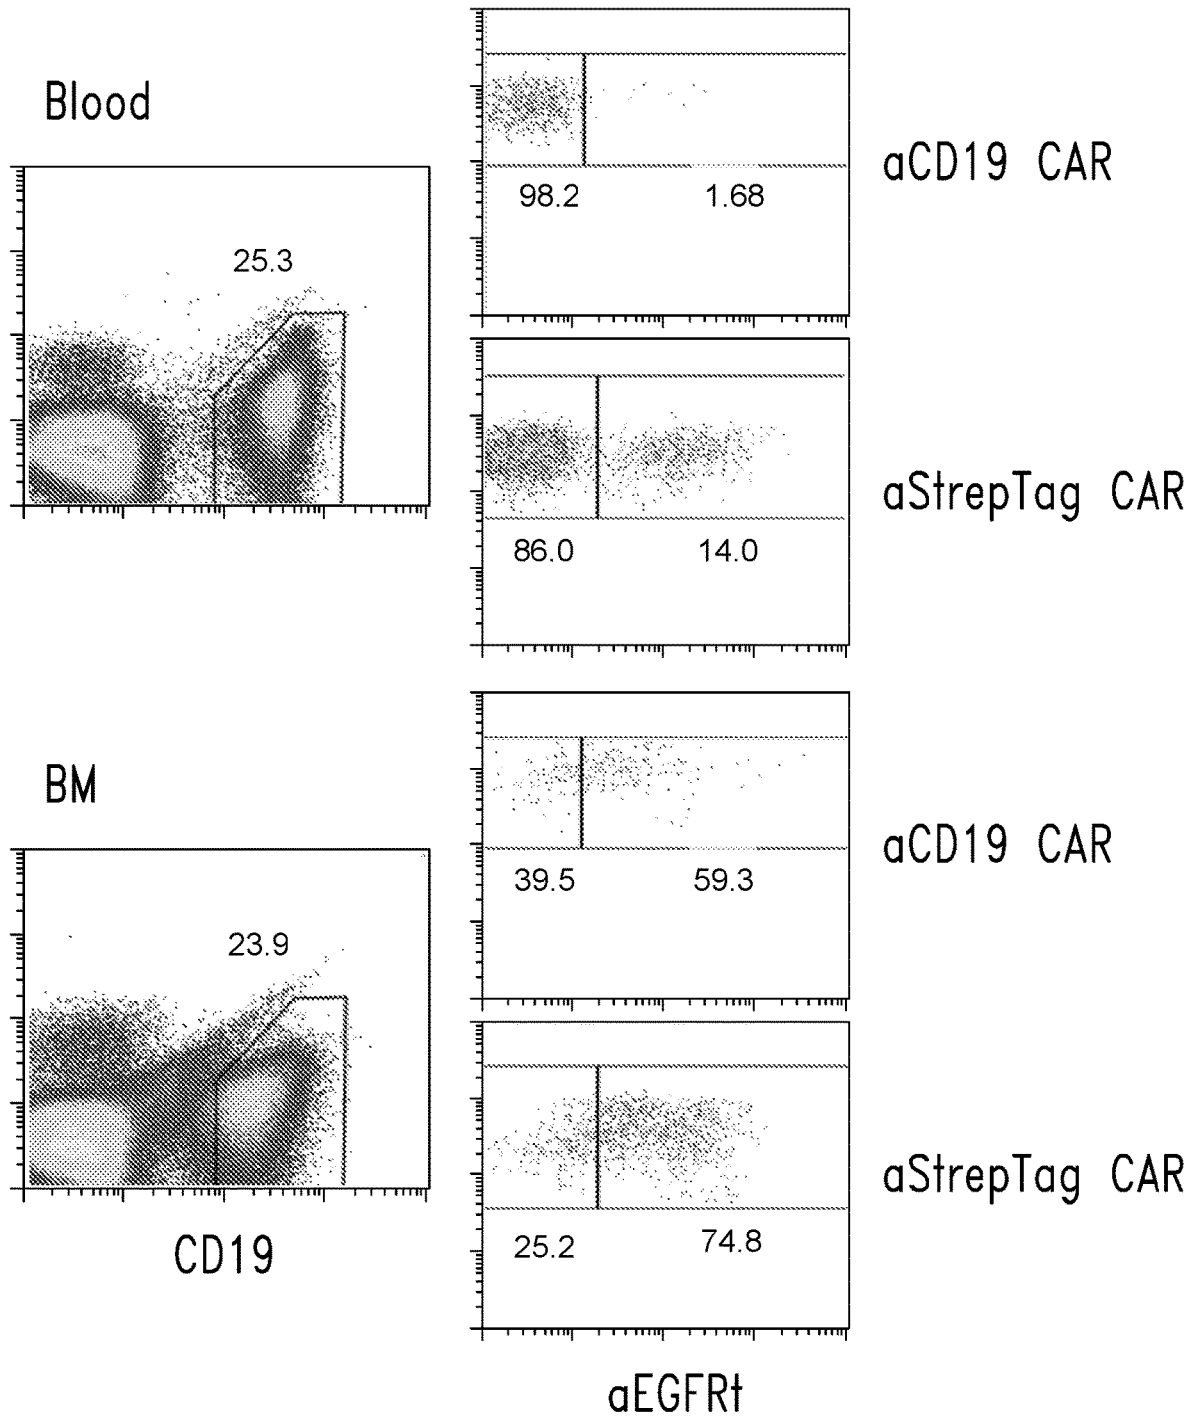 Blood
25.3
98.2 1.68
aCD19 CAR
86.0 14.0
aStrepTag CAR
BM
23.9
CD19
39.5 59.3
aCD19 CAR
25.2 74.8
aStrepTag CAR
aEGFRt